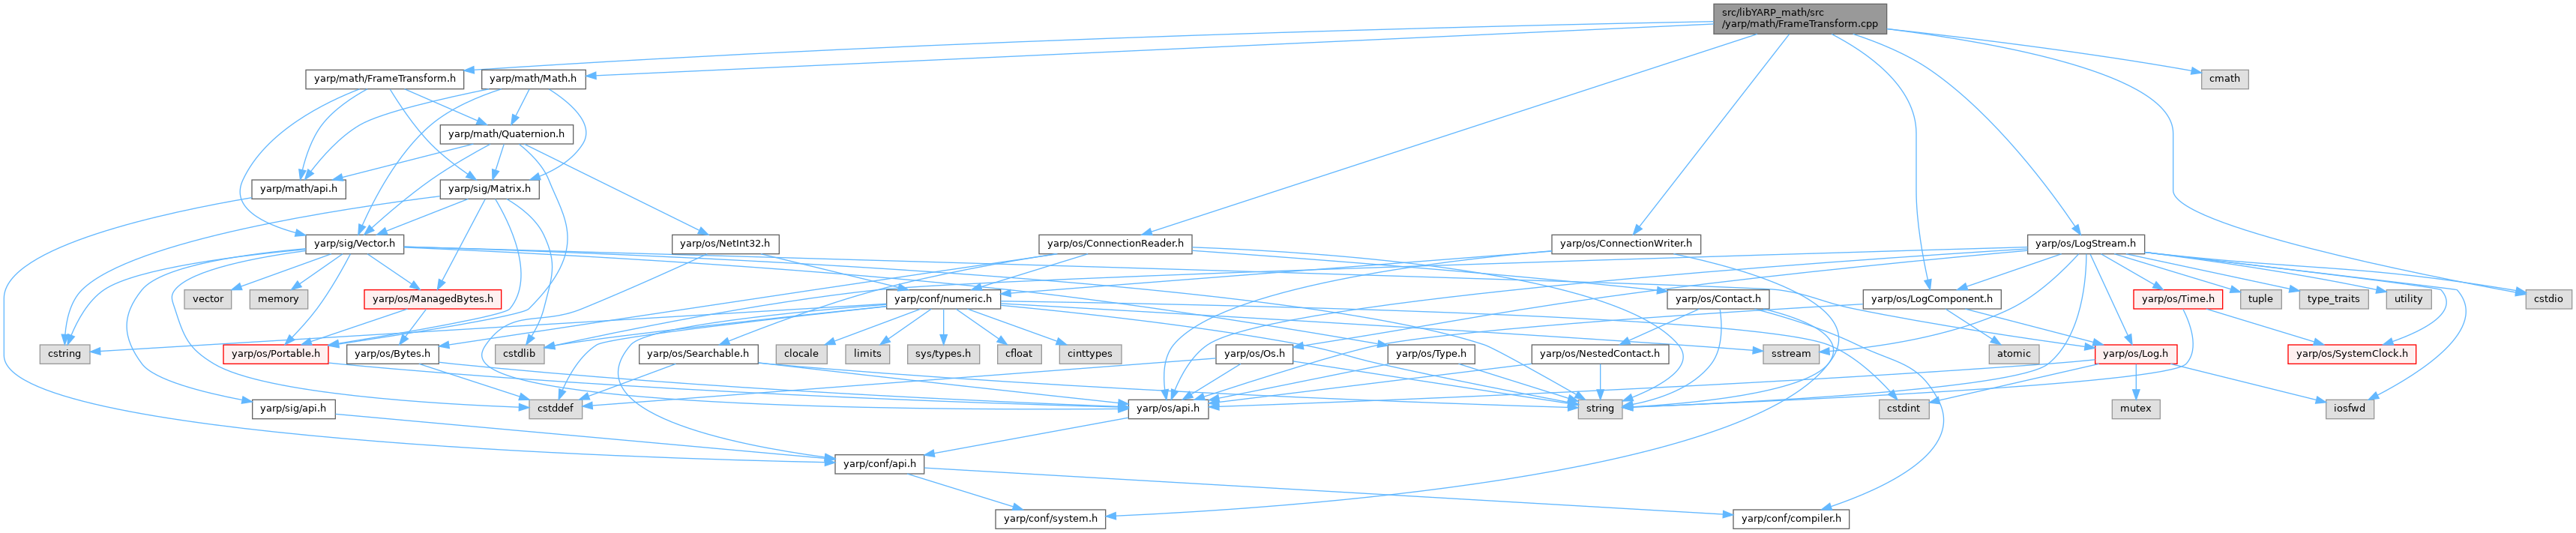 src/libYARP_math/src
/yarp/math/FrameTransform.cpp
yarp/math/FrameTransform.h
yarp/math/Math.h
cmath
yarp/math/Quaternion.h
yarp/math/api.h
yarp/sig/Matrix.h
yarp/sig/Vector.h
yarp/os/NetInt32.h
yarp/os/ConnectionReader.h
yarp/os/ConnectionWriter.h
yarp/os/LogStream.h
vector
memory
yarp/os/ManagedBytes.h
yarp/conf/numeric.h
yarp/os/Contact.h
yarp/os/LogComponent.h
yarp/os/Time.h
tuple
type_traits
utility
cstdio
cstring
yarp/os/Portable.h
yarp/os/Bytes.h
cstdlib
yarp/os/Searchable.h
clocale
limits
sys/types.h
cfloat
cinttypes
yarp/os/Os.h
yarp/os/Type.h
yarp/os/NestedContact.h
sstream
atomic
yarp/os/Log.h
yarp/os/SystemClock.h
yarp/sig/api.h
cstddef
yarp/os/api.h
string
cstdint
mutex
iosfwd
yarp/conf/api.h
yarp/conf/system.h
yarp/conf/compiler.h